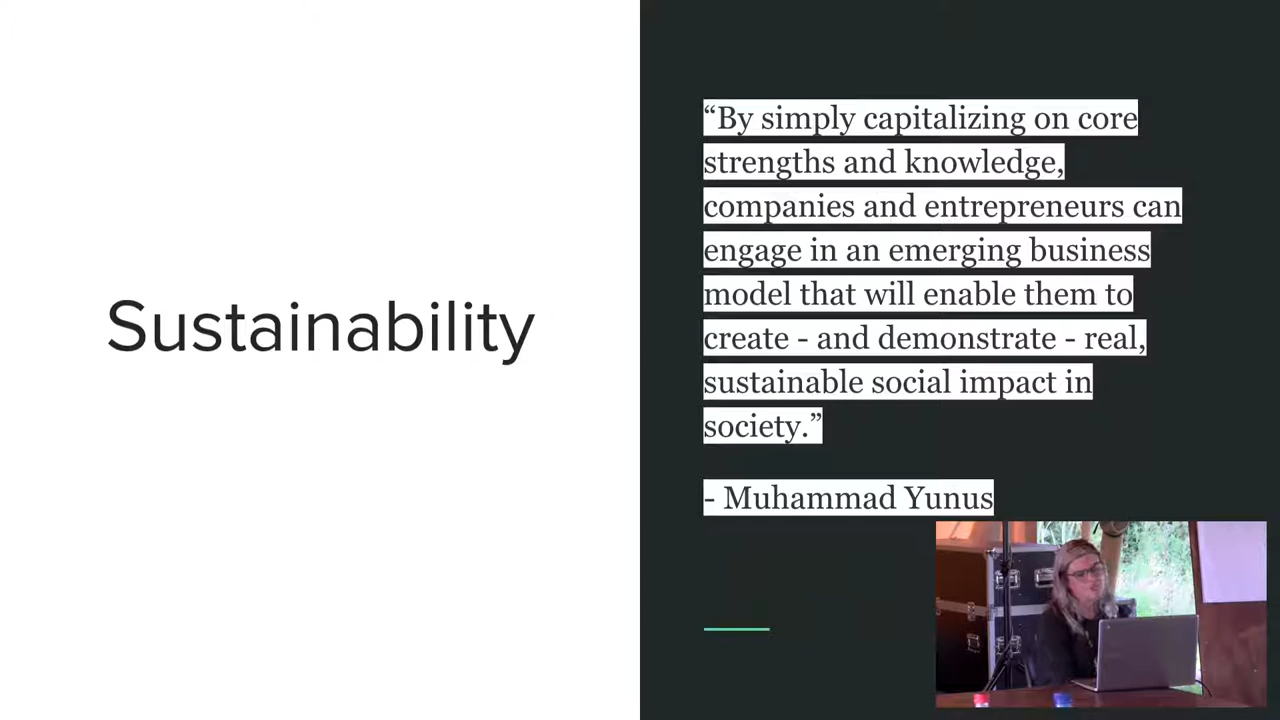 Sustainability
“By simply capitalizing on core
strengths and knowledge,
companies and entrepreneurs can
engage in an emerging business
model that will enable them to
create - and demonstrate - real,
sustainable social impact in
society.”
- Muhammad Yunus